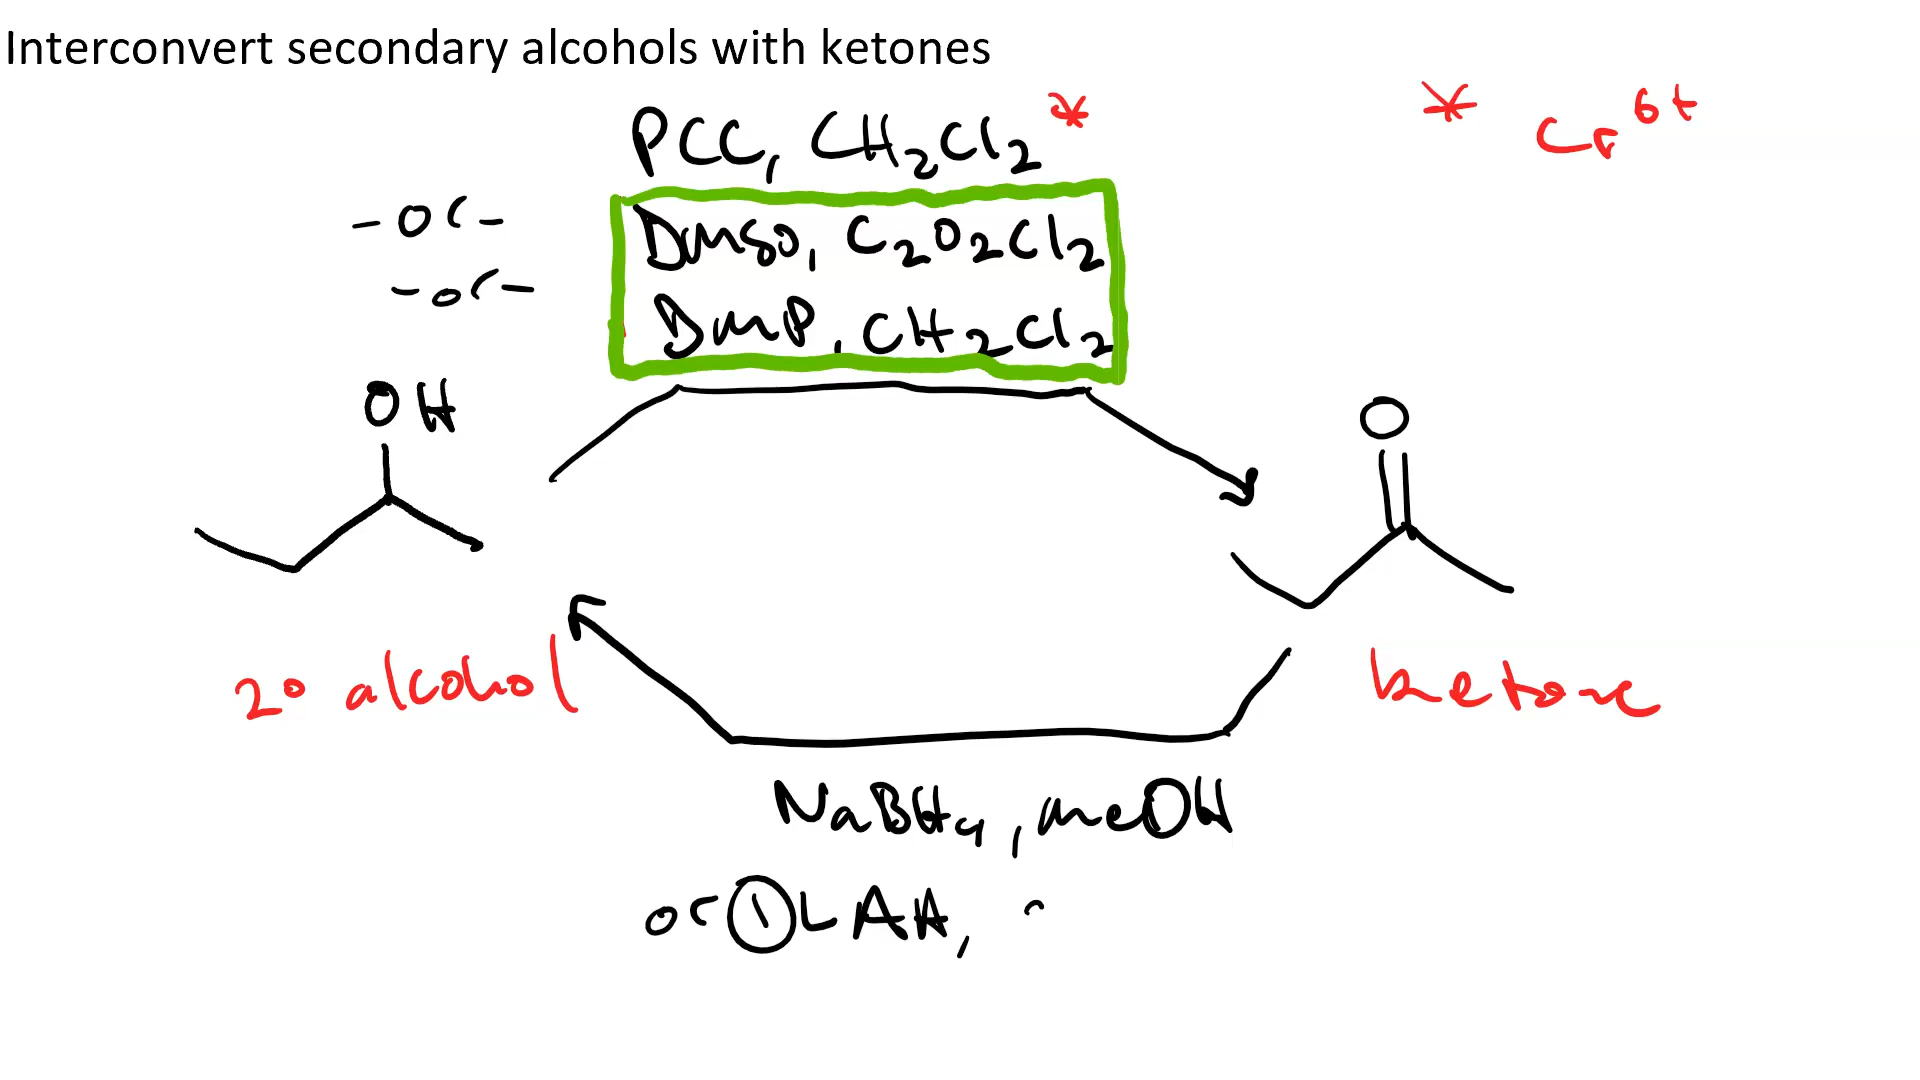 Interconvert secondary alcohols with ketones
PCC, CH2Cl2 *
* Cr6+
-or-
DMSO, C2O2Cl2
-or-
DMP, CH2Cl2
OH
O
2° alcohol
ketone
NaBH4, MeOH
or ① LAH,